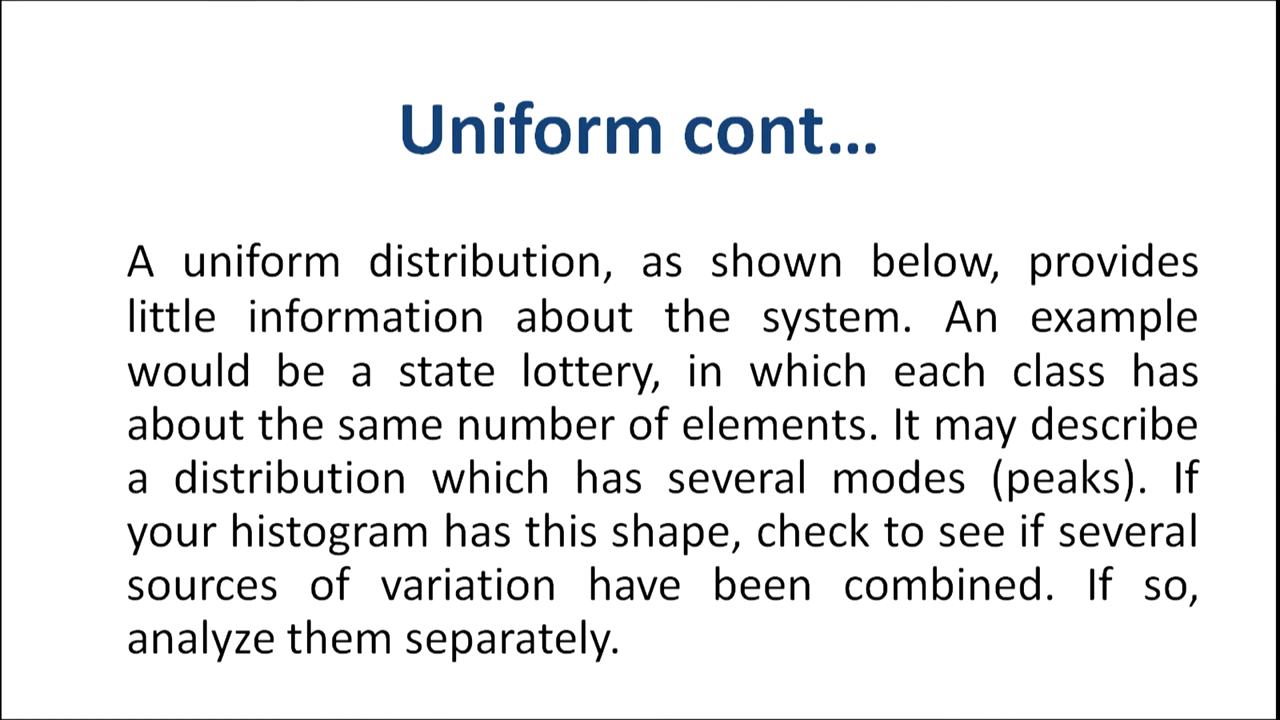 Uniform cont...
A uniform distribution, as shown below, provides
little information about the system. An example
would be a state lottery, in which each class has
about the same number of elements. It may describe
a distribution which has several modes (peaks). If
your histogram has this shape, check to see if several
sources of variation have been combined. If so,
analyze them separately.